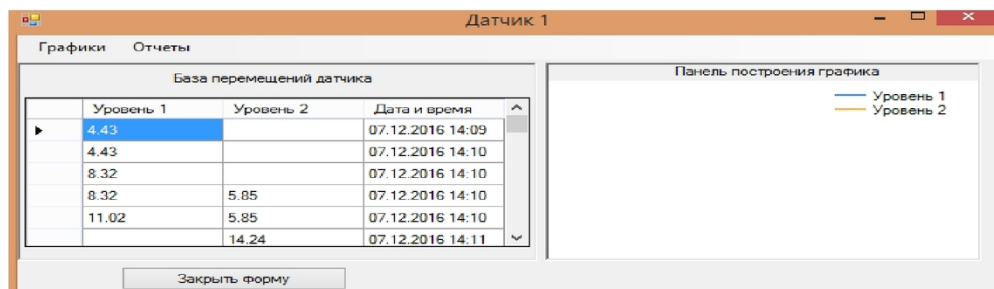 Датчик 1
Графики Отчеты
База перемещений датчика
Уровень 1 Уровень 2 Дата и время
4.43 07.12.2016 14:09
4.43 07.12.2016 14:10
8.32 07.12.2016 14:10
8.32 5.85 07.12.2016 14:10
11.02 5.85 07.12.2016 14:10
14.24 07.12.2016 14:11
Панель построения графика
Уровень 1
Уровень 2
Закрыть форму